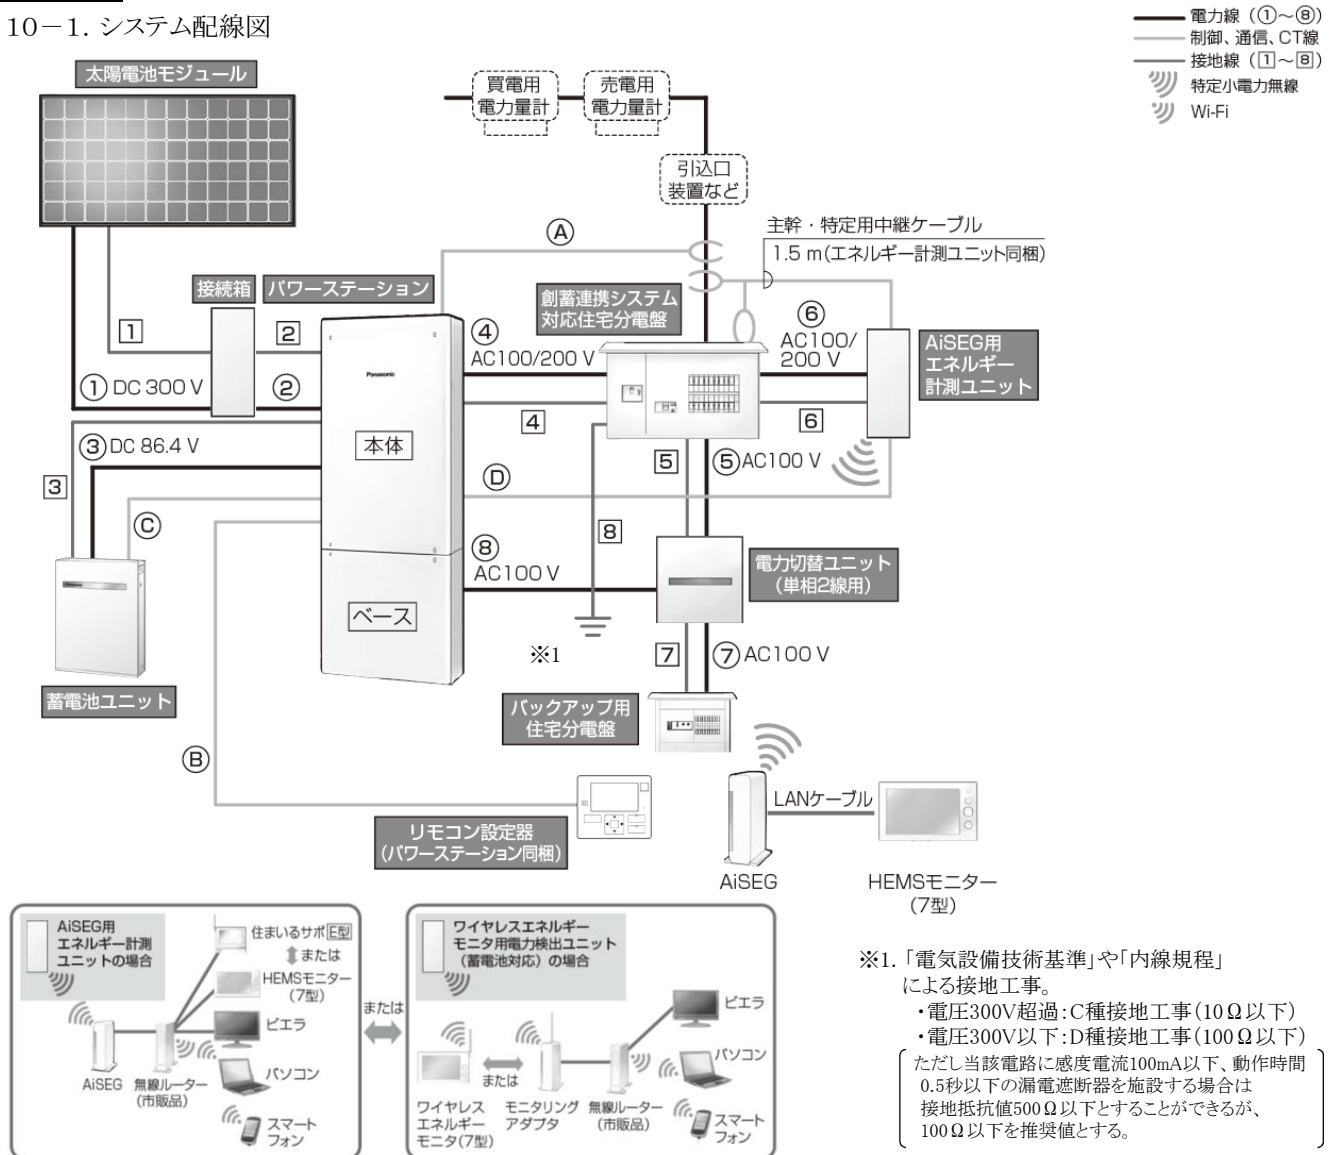 10－1. システム配線図
電力線（①～⑧）
制御、通信、CT線
接地線（1～8）
特定小電力無線
Wi-Fi
太陽電池モジュール
買電用
電力量計
売電用
電力量計
引込口
装置など
主幹・特定用中継ケーブル
1.5 m(エネルギー計測ユニット同梱)
Ⓐ
接続箱
パワーステーション
創蓄連携システム
対応住宅分電盤
1
2
④
AC100/200 V
⑥
AC100/
200 V
AiSEG用
エネルギー
計測ユニット
Panasonic
① DC 300 V
②
4
6
③ DC 86.4 V
本体
5
⑤ AC100 V
3
Ⓓ
Ⓒ
8
⑧
AC100 V
電力切替ユニット
（単相2線用）
ベース
※1
7
⑦ AC100 V
蓄電池ユニット
バックアップ用
住宅分電盤
Ⓑ
LANケーブル
リモコン設定器
(パワーステーション同梱)
AiSEG
HEMSモニター
(7型)
AiSEG用
エネルギー計測
ユニットの場合
住まいるサポ E型
または
HEMSモニター
(7型)
ビエラ
パソコン
AiSEG
無線ルーター
(市販品)
スマート
フォン
または
ワイヤレスエネルギー
モニタ用電力検出ユニット
（蓄電池対応）の場合
ビエラ
または
パソコン
ワイヤレス
エネルギー
モニタ(7型)
モニタリング
アダプタ
無線ルーター
(市販品)
スマート
フォン
※1. 「電気設備技術基準」や「内線規程」
による接地工事。
・電圧300V超過：C種接地工事（10Ω以下）
・電圧300V以下：D種接地工事（100Ω以下）
ただし当該電路に感度電流100mA以下、動作時間
0.5秒以下の漏電遮断器を施設する場合は
接地抵抗値500Ω以下とすることができるが、
100Ω以下を推奨値とする。